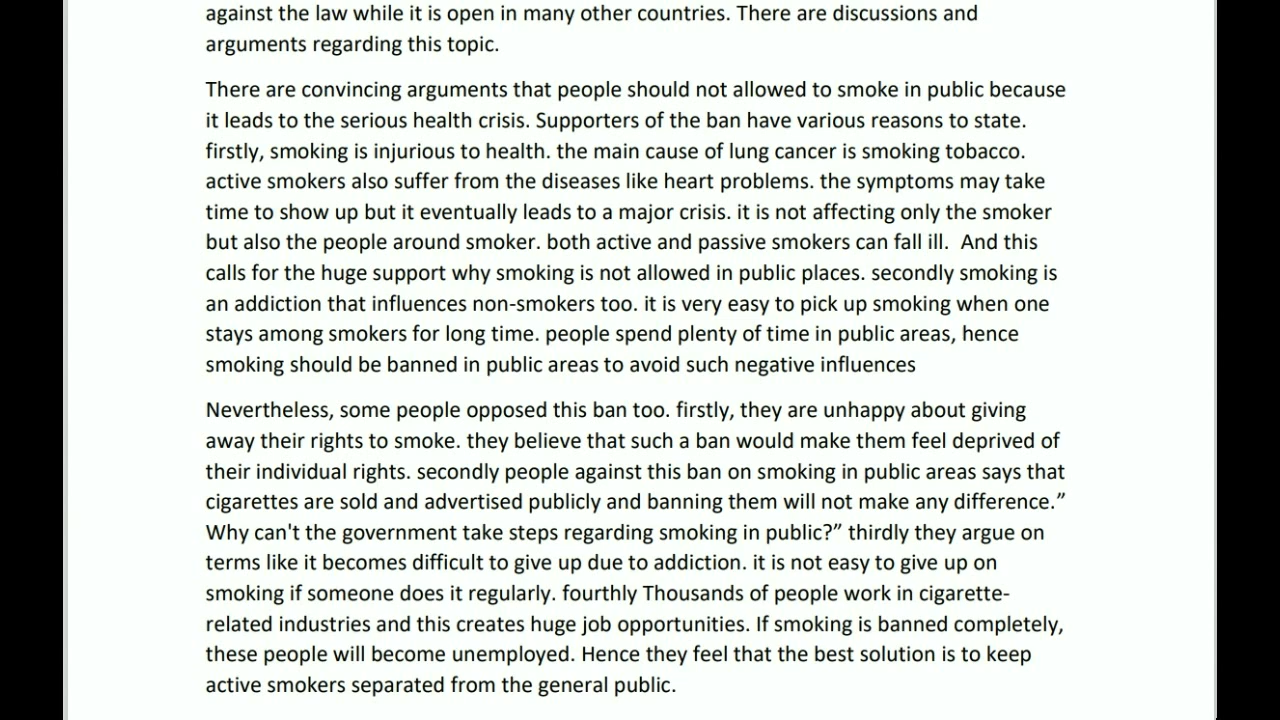 against the law while it is open in many other countries. There are discussions and
arguments regarding this topic.
There are convincing arguments that people should not allowed to smoke in public because
it leads to the serious health crisis. Supporters of the ban have various reasons to state.
firstly, smoking is injurious to health. the main cause of lung cancer is smoking tobacco.
active smokers also suffer from the diseases like heart problems. the symptoms may take
time to show up but it eventually leads to a major crisis. it is not affecting only the smoker
but also the people around smoker. both active and passive smokers can fall ill.  And this
calls for the huge support why smoking is not allowed in public places. secondly smoking is
an addiction that influences non-smokers too. it is very easy to pick up smoking when one
stays among smokers for long time. people spend plenty of time in public areas, hence
smoking should be banned in public areas to avoid such negative influences
Nevertheless, some people opposed this ban too. firstly, they are unhappy about giving
away their rights to smoke. they believe that such a ban would make them feel deprived of
their individual rights. secondly people against this ban on smoking in public areas says that
cigarettes are sold and advertised publicly and banning them will not make any difference.”
Why can't the government take steps regarding smoking in public?” thirdly they argue on
terms like it becomes difficult to give up due to addiction. it is not easy to give up on
smoking if someone does it regularly. fourthly Thousands of people work in cigarette-
related industries and this creates huge job opportunities. If smoking is banned completely,
these people will become unemployed. Hence they feel that the best solution is to keep
active smokers separated from the general public.